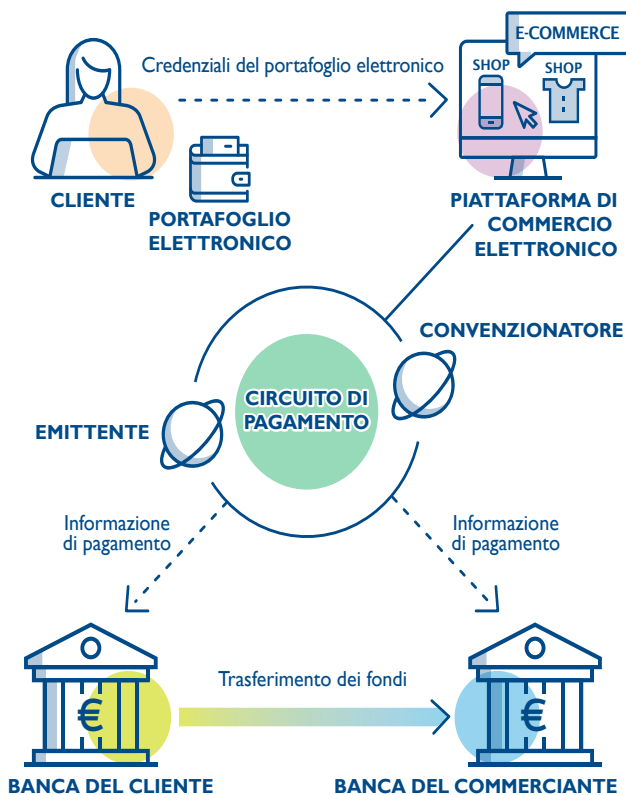 E-COMMERCE
Credenziali del portafoglio elettronico
SHOP
SHOP
CLIENTE
PORTAFOGLIO
ELETTRONICO
PIATTAFORMA DI
COMMERCIO
ELETTRONICO
CONVENZIONATORE
CIRCUITO DI
PAGAMENTO
EMITTENTE
Informazione
di pagamento
Informazione
di pagamento
Trasferimento dei fondi
€
€
BANCA DEL CLIENTE
BANCA DEL COMMERCIANTE